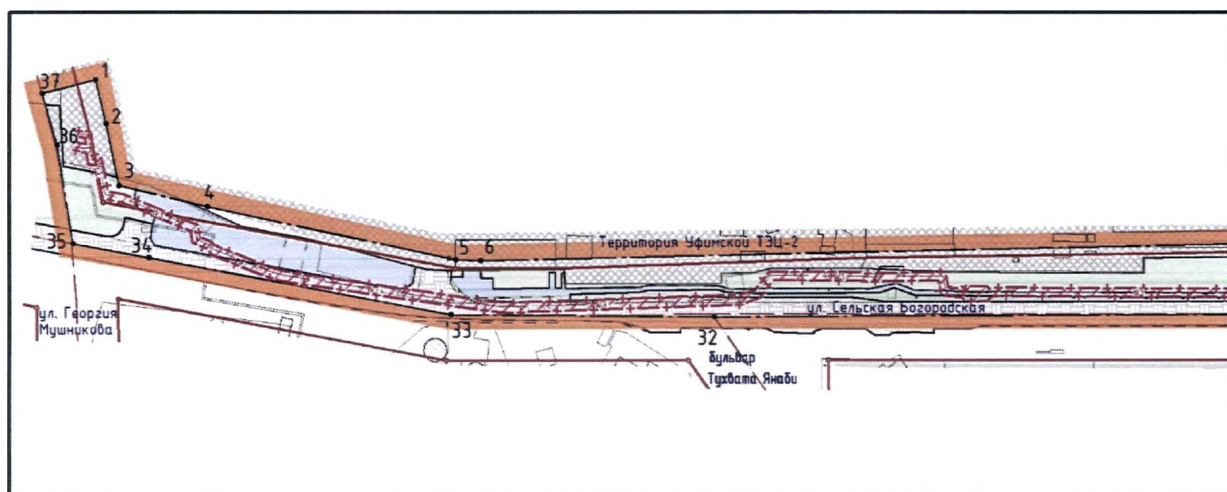 37
1
2
36
3
4
5
6
Территория Уфимской ТЭЦ-2
35
34
33
32
ул. Георгия
Мушникова
ул. Сельская Богородская
бульвар
Тухвата Янаби